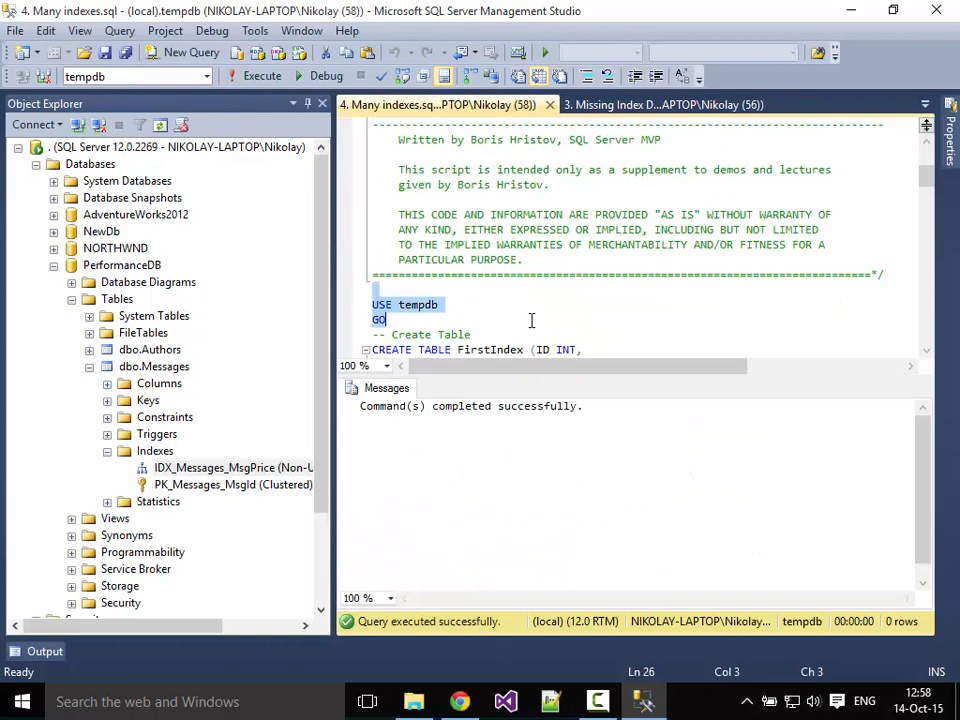 4. Many indexes.sql - (local).tempdb (NIKOLAY-LAPTOP\Nikolay (58)) - Microsoft SQL Server Management Studio
File Edit View Query Project Debug Tools Window Help
New Query
tempdb
Execute
Debug
Object Explorer
4. Many indexes.sq...PTOP\Nikolay (58))
3. Missing Index D...APTOP\Nikolay (56))
Properties
Connect
. (SQL Server 12.0.2269 - NIKOLAY-LAPTOP\Nikolay)
Databases
System Databases
Database Snapshots
AdventureWorks2012
NewDb
NORTHWND
PerformanceDB
Database Diagrams
Tables
System Tables
FileTables
dbo.Authors
dbo.Messages
Columns
Keys
Constraints
Triggers
Indexes
IDX_Messages_MsgPrice (Non-U
PK_Messages_MsgId (Clustered)
Statistics
Views
Synonyms
Programmability
Service Broker
Storage
Security
------------------------------------------------------------------------------
Written by Boris Hristov, SQL Server MVP
This script is intended only as a supplement to demos and lectures
given by Boris Hristov.
THIS CODE AND INFORMATION ARE PROVIDED "AS IS" WITHOUT WARRANTY OF
ANY KIND, EITHER EXPRESSED OR IMPLIED, INCLUDING BUT NOT LIMITED
TO THE IMPLIED WARRANTIES OF MERCHANTABILITY AND/OR FITNESS FOR A
PARTICULAR PURPOSE.
============================================================================*/
USE tempdb
GO
-- Create Table
CREATE TABLE FirstIndex (ID INT,
100 %
Messages
Command(s) completed successfully.
100 %
Query executed successfully.
(local) (12.0 RTM)
NIKOLAY-LAPTOP\Nikolay...
tempdb
00:00:00
0 rows
Output
Ready
Ln 26
Col 3
Ch 3
INS
Search the web and Windows
ENG
12:58
14-Oct-15